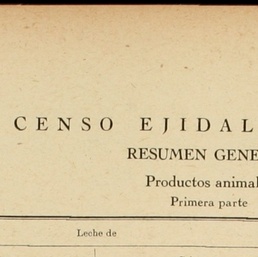 CENSO EJIDAL
RESUMEN GENE
Productos animal
Primera parte
Leche de